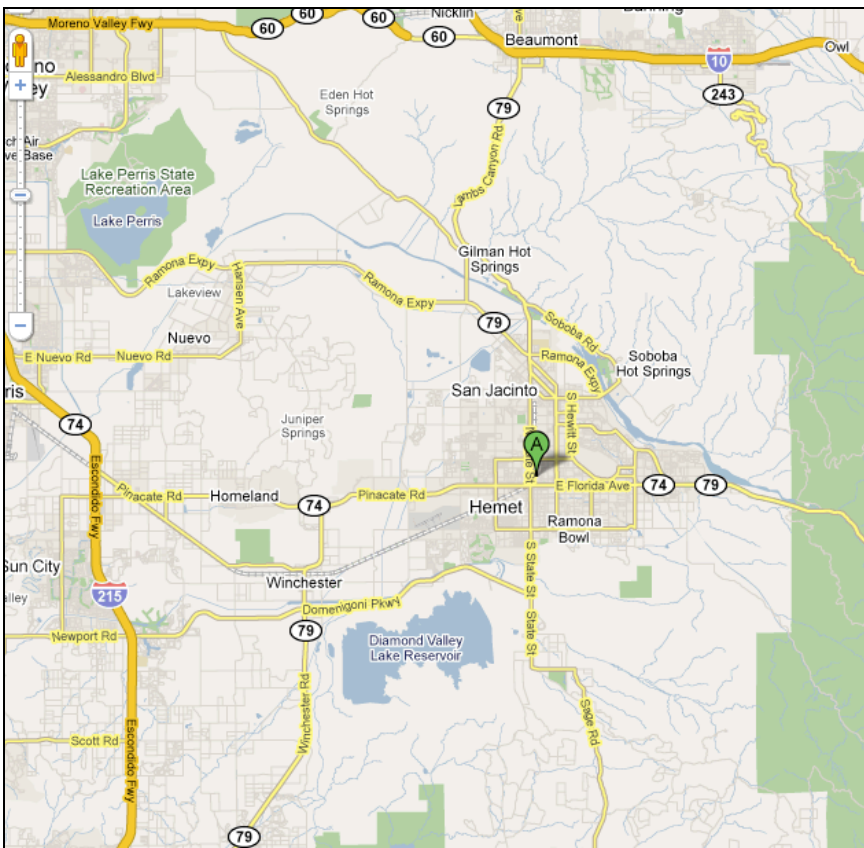 Moreno Valley Fwy
60
60
60
Nicklin
Beaumont
10
Owl
Alessandro Blvd
Eden Hot
Springs
79
243
Lambs Canyon Rd
Lake Perris State
Recreation Area
Lake Perris
Gilman Hot
Springs
Ramona Expy
Hansen Ave
Lakeview
Ramona Expy
79
Soboba Rd
Nuevo
E Nuevo Rd
Nuevo Rd
Ramona Expy
Soboba
Hot Springs
San Jacinto
S Hewitt St
74
Juniper
Springs
A
Escondido Fwy
Pinacate Rd
Homeland
74
Pinacate Rd
E Florida Ave
74
79
Hemet
Ramona
Bowl
Sun City
Winchester
S State St
State St
215
Domenigoni Pkwy
Newport Rd
79
Diamond Valley
Lake Reservoir
Winchester Rd
Sage Rd
Scott Rd
Escondido Fwy
79